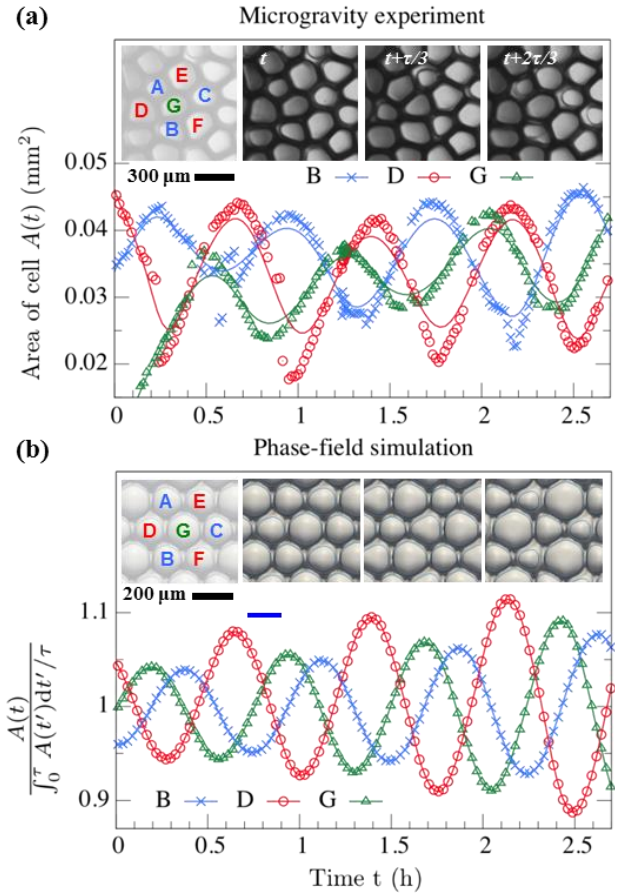 (a)
Microgravity experiment
E
A
C
G
D
B
F
t
t+τ/3
t+2τ/3
300 μm
B D G
Area of cell A(t) (mm²)
0.05
0.04
0.03
0.02
0 0.5 1 1.5 2 2.5
(b)
Phase-field simulation
A E
D G C
B F
200 μm
A(t)
∫₀^τ A(t′)dt′/τ
1.1
1
0.9
B D G
0 0.5 1 1.5 2 2.5
Time t (h)